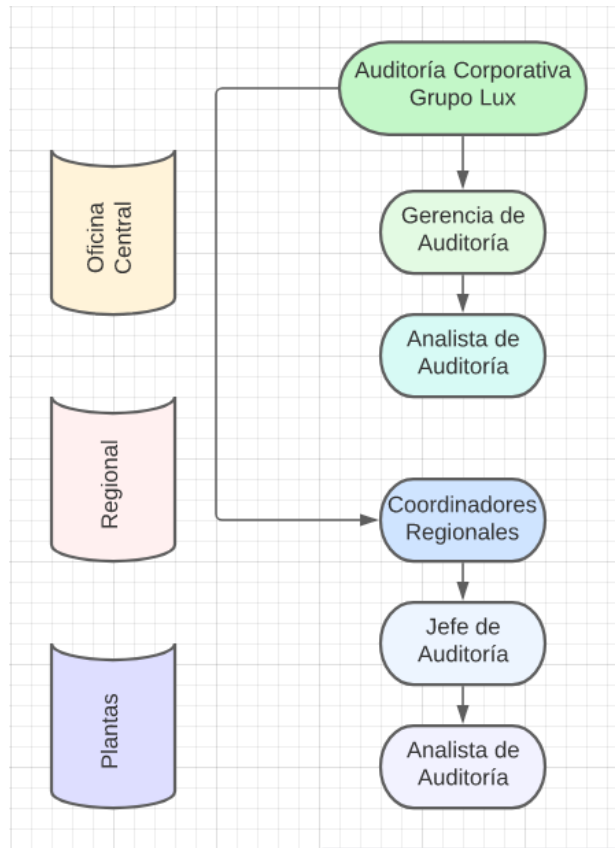 Auditoría Corporativa
Grupo Lux
Oficina
Central
Gerencia de
Auditoría
Analista de
Auditoría
Regional
Coordinadores
Regionales
Jefe de
Auditoría
Plantas
Analista de
Auditoría